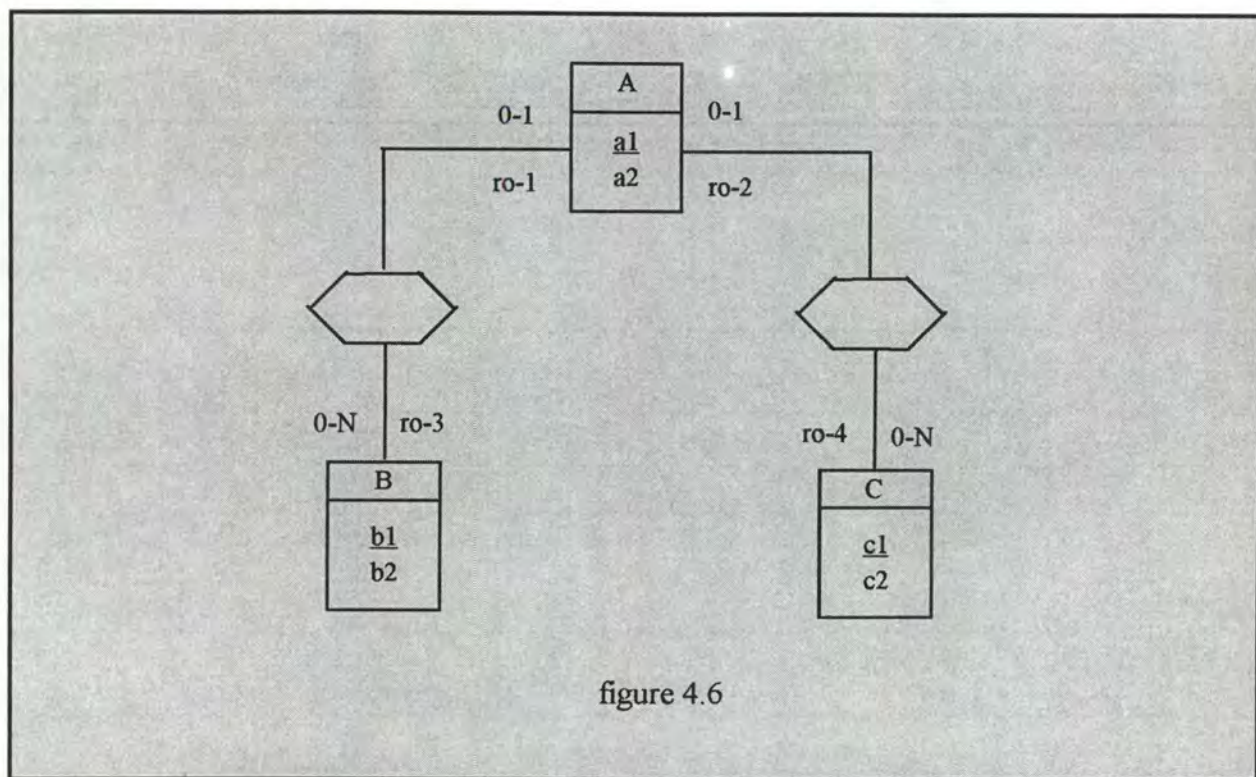 A
0-1
0-1
a1
a2
ro-1
ro-2
0-N
ro-3
ro-4
0-N
B
b1
b2
C
c1
c2
figure 4.6